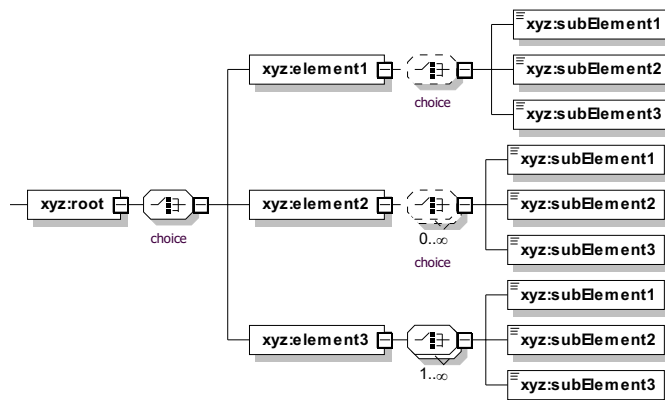 xyz:subElement1
xyz:element1
xyz:subElement2
choice
xyz:subElement3
xyz:subElement1
xyz:root
xyz:element2
xyz:subElement2
choice
0..∞
xyz:subElement3
choice
xyz:subElement1
xyz:element3
xyz:subElement2
1..∞
xyz:subElement3